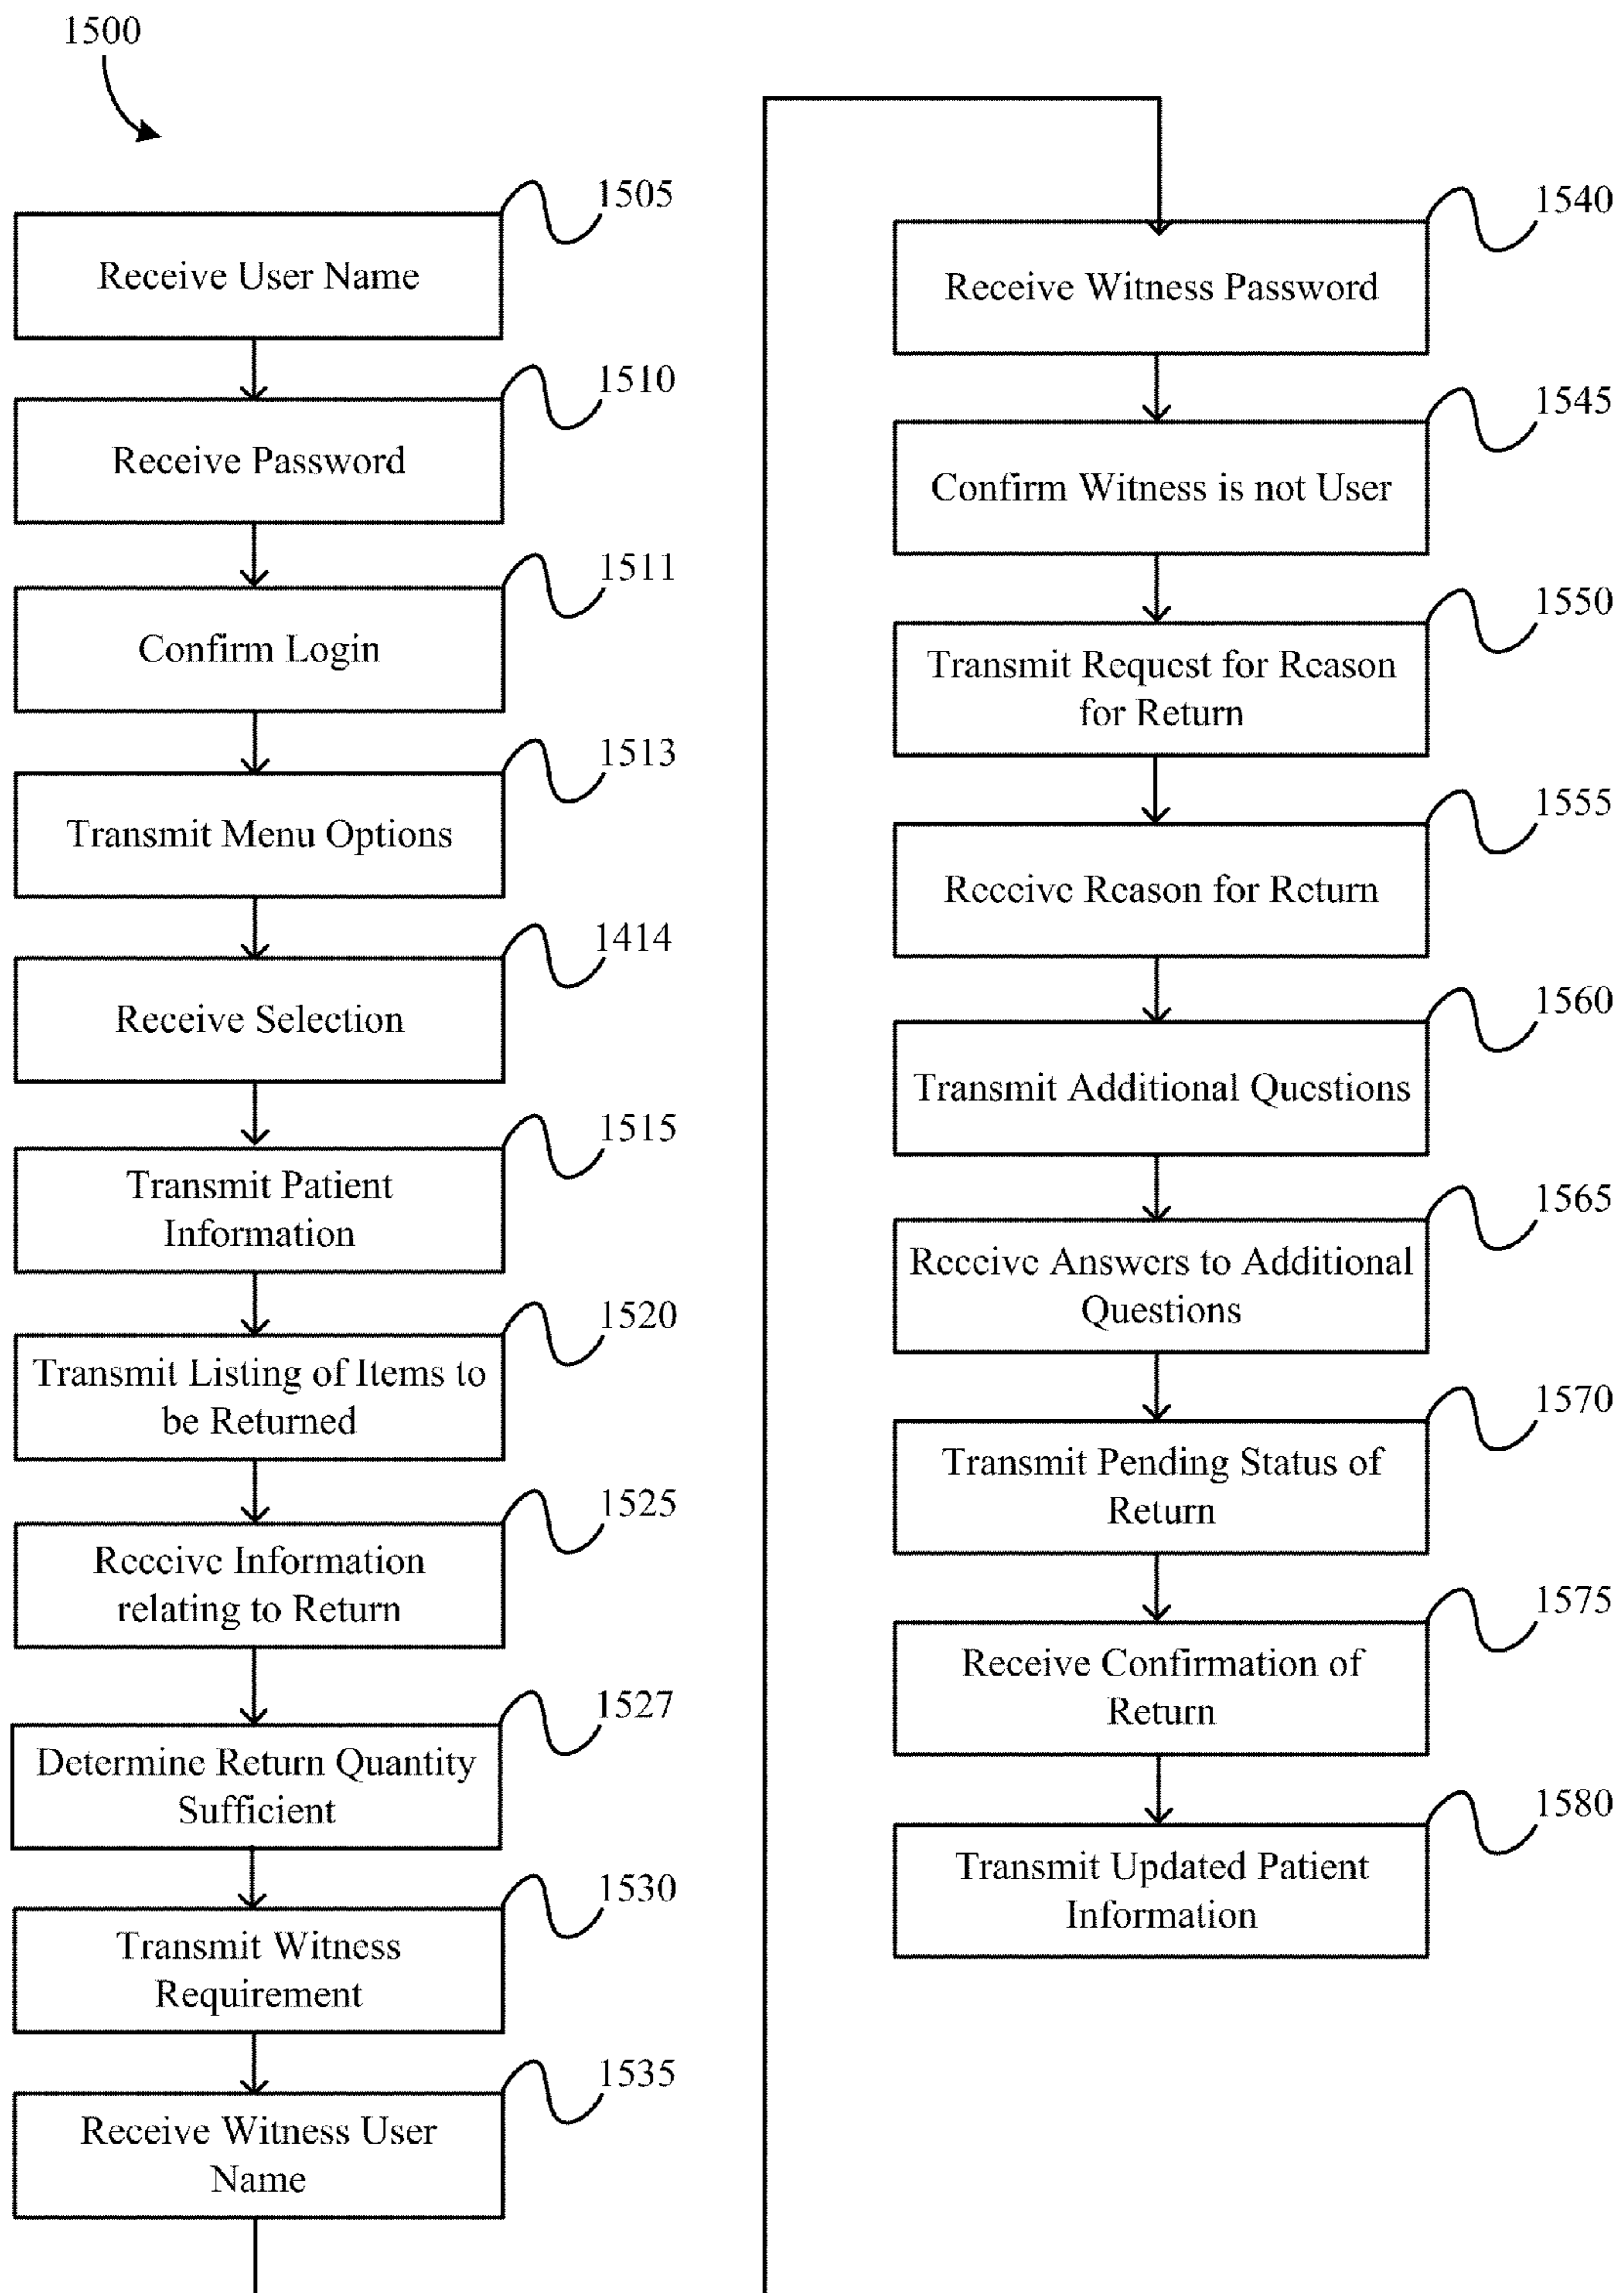 1500
1505
Receive User Name
1510
Receive Password
1511
Confirm Login
1513
Transmit Menu Options
1414
Receive Selection
1515
Transmit Patient
Information
1520
Transmit Listing of Items to
be Returned
1525
Receive Information
relating to Return
1527
Determine Return Quantity
Sufficient
1530
Transmit Witness
Requirement
1535
Receive Witness User
Name
1540
Receive Witness Password
1545
Confirm Witness is not User
1550
Transmit Request for Reason
for Return
1555
Receive Reason for Return
1560
Transmit Additional Questions
1565
Receive Answers to Additional
Questions
1570
Transmit Pending Status of
Return
1575
Receive Confirmation of
Return
1580
Transmit Updated Patient
Information